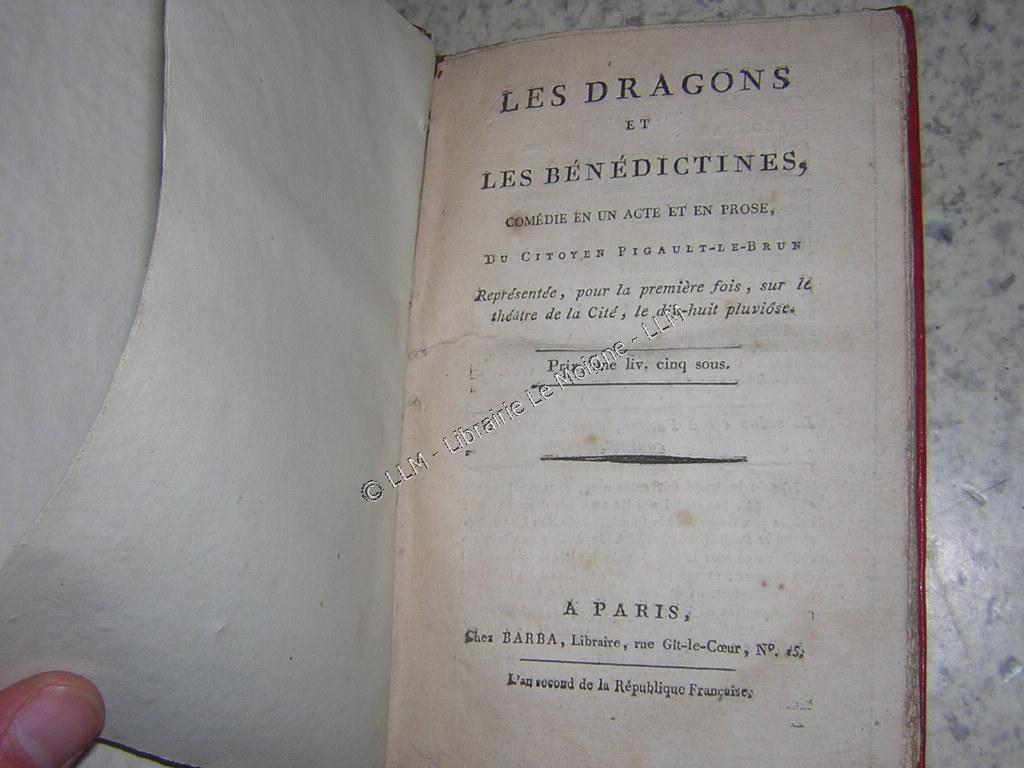 LES DRAGONS
ET
LES BÉNÉDICTINES,
COMÉDIE EN UN ACTE ET EN PROSE,
DU CITOYEN PIGAULT-LE-BRUN
Représentée, pour la première fois, sur le
théâtre de la Cité, le dix-huit pluviôse.
Prix, une liv. cinq sous.
© LLM - Librairie Le Moigne - LLM
A PARIS,
Chez BARBA, Libraire, rue Gît-le-Cœur, Nº. 15.
L'an second de la République Française.